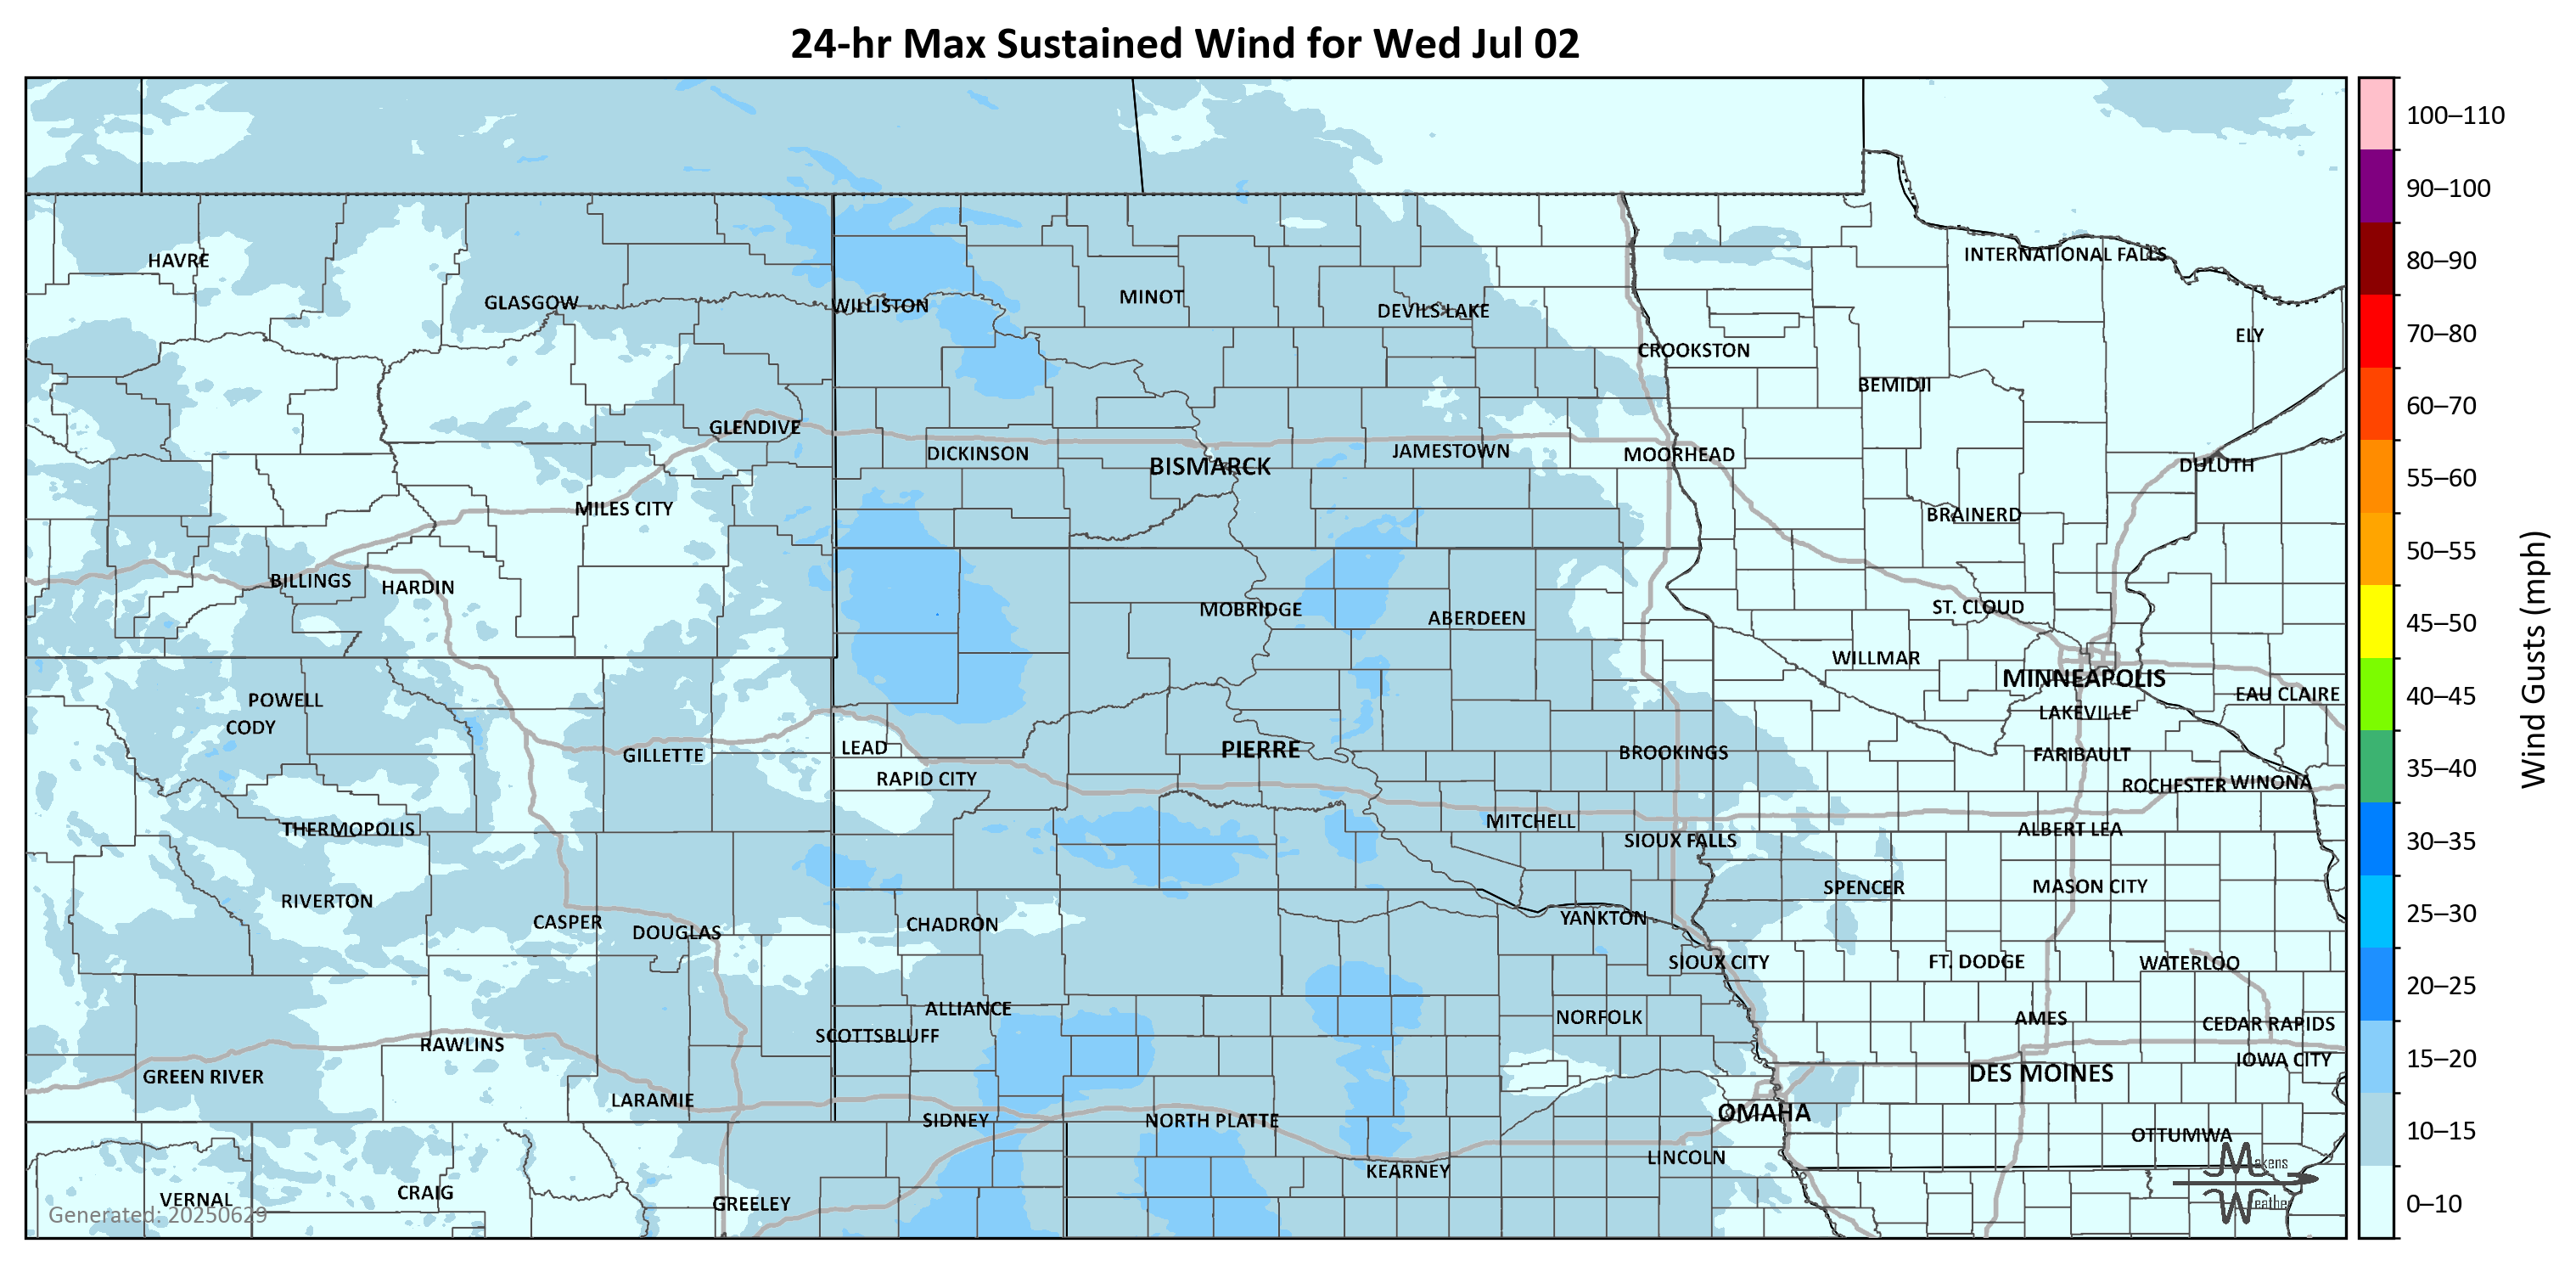 24-hr Max Sustained Wind for Wed Jul 02
100–110
90–100
80–90
70–80
60–70
55–60
50–55
45–50
40–45
35–40
30–35
25–30
20–25
15–20
10–15
0–10
Wind Gusts (mph)
HAVRE
INTERNATIONAL FALLS
GLASGOW
WILLISTON
MINOT
DEVILS LAKE
ELY
CROOKSTON
BEMIDJI
GLENDIVE
DICKINSON
BISMARCK
JAMESTOWN
MOORHEAD
DULUTH
MILES CITY
BRAINERD
BILLINGS
HARDIN
MOBRIDGE
ABERDEEN
ST. CLOUD
WILLMAR
MINNEAPOLIS
EAU CLAIRE
POWELL
CODY
LAKEVILLE
GILLETTE
LEAD
PIERRE
BROOKINGS
FARIBAULT
RAPID CITY
ROCHESTER
WINONA
THERMOPOLIS
MITCHELL
SIOUX FALLS
ALBERT LEA
RIVERTON
SPENCER
MASON CITY
CASPER
DOUGLAS
CHADRON
YANKTON
SIOUX CITY
FT. DODGE
WATERLOO
ALLIANCE
NORFOLK
AMES
CEDAR RAPIDS
SCOTTSBLUFF
RAWLINS
IOWA CITY
GREEN RIVER
DES MOINES
LARAMIE
SIDNEY
NORTH PLATTE
OMAHA
OTTUMWA
KEARNEY
LINCOLN
VERNAL
CRAIG
GREELEY
Generated: 20250629
Makens
Weather